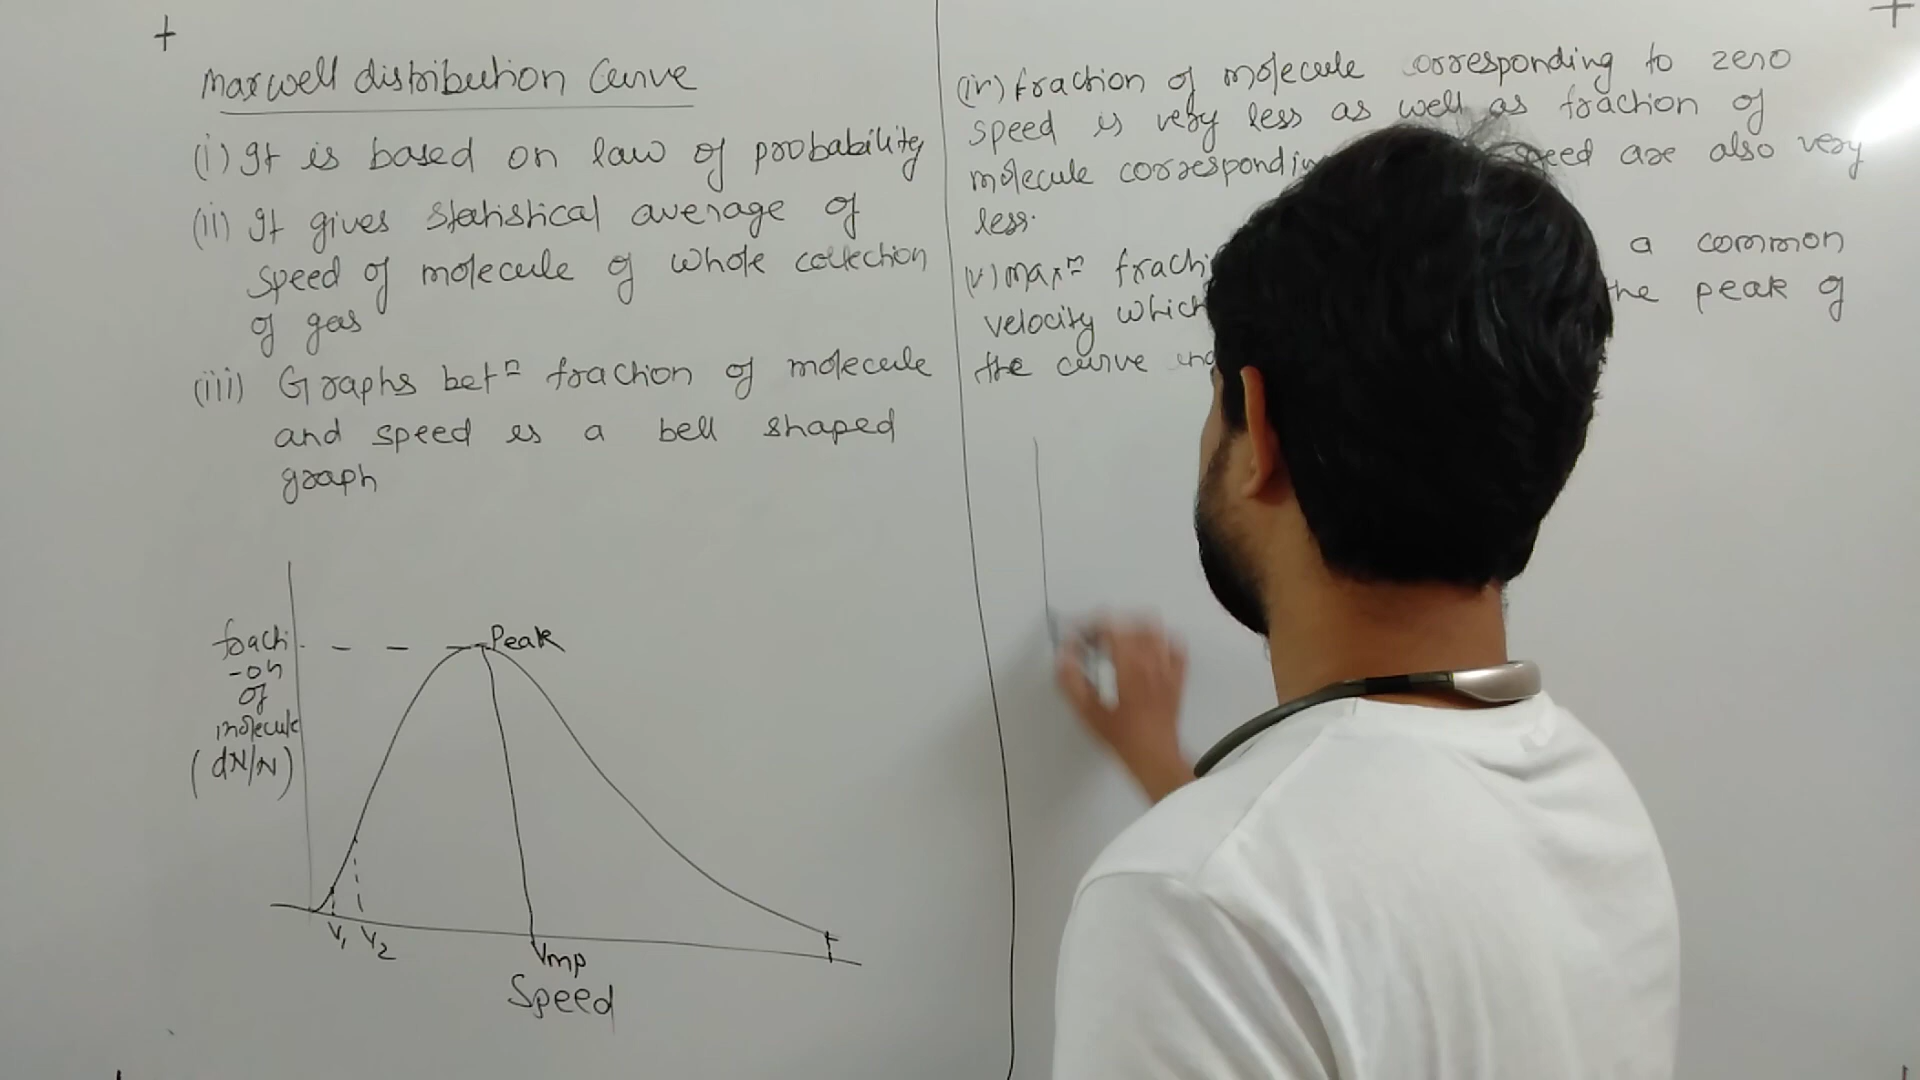 Maxwell distribution Curve
(i) It is based on law of probability
(ii) It gives statistical average of
speed of molecule of whole collection
of gas
(iii) Graphs betⁿ fraction of molecule
and speed is a bell shaped
graph
fracti
-on
of
molecule
(dN/N)
Peak
V1 V2
Vmp
Speed
(iv) fraction of molecule corresponding to zero
speed is very less as well as fraction of
molecule corresponding speed are also very
less.
(v) maxᵐ a common
velocity which the peak of
the curve